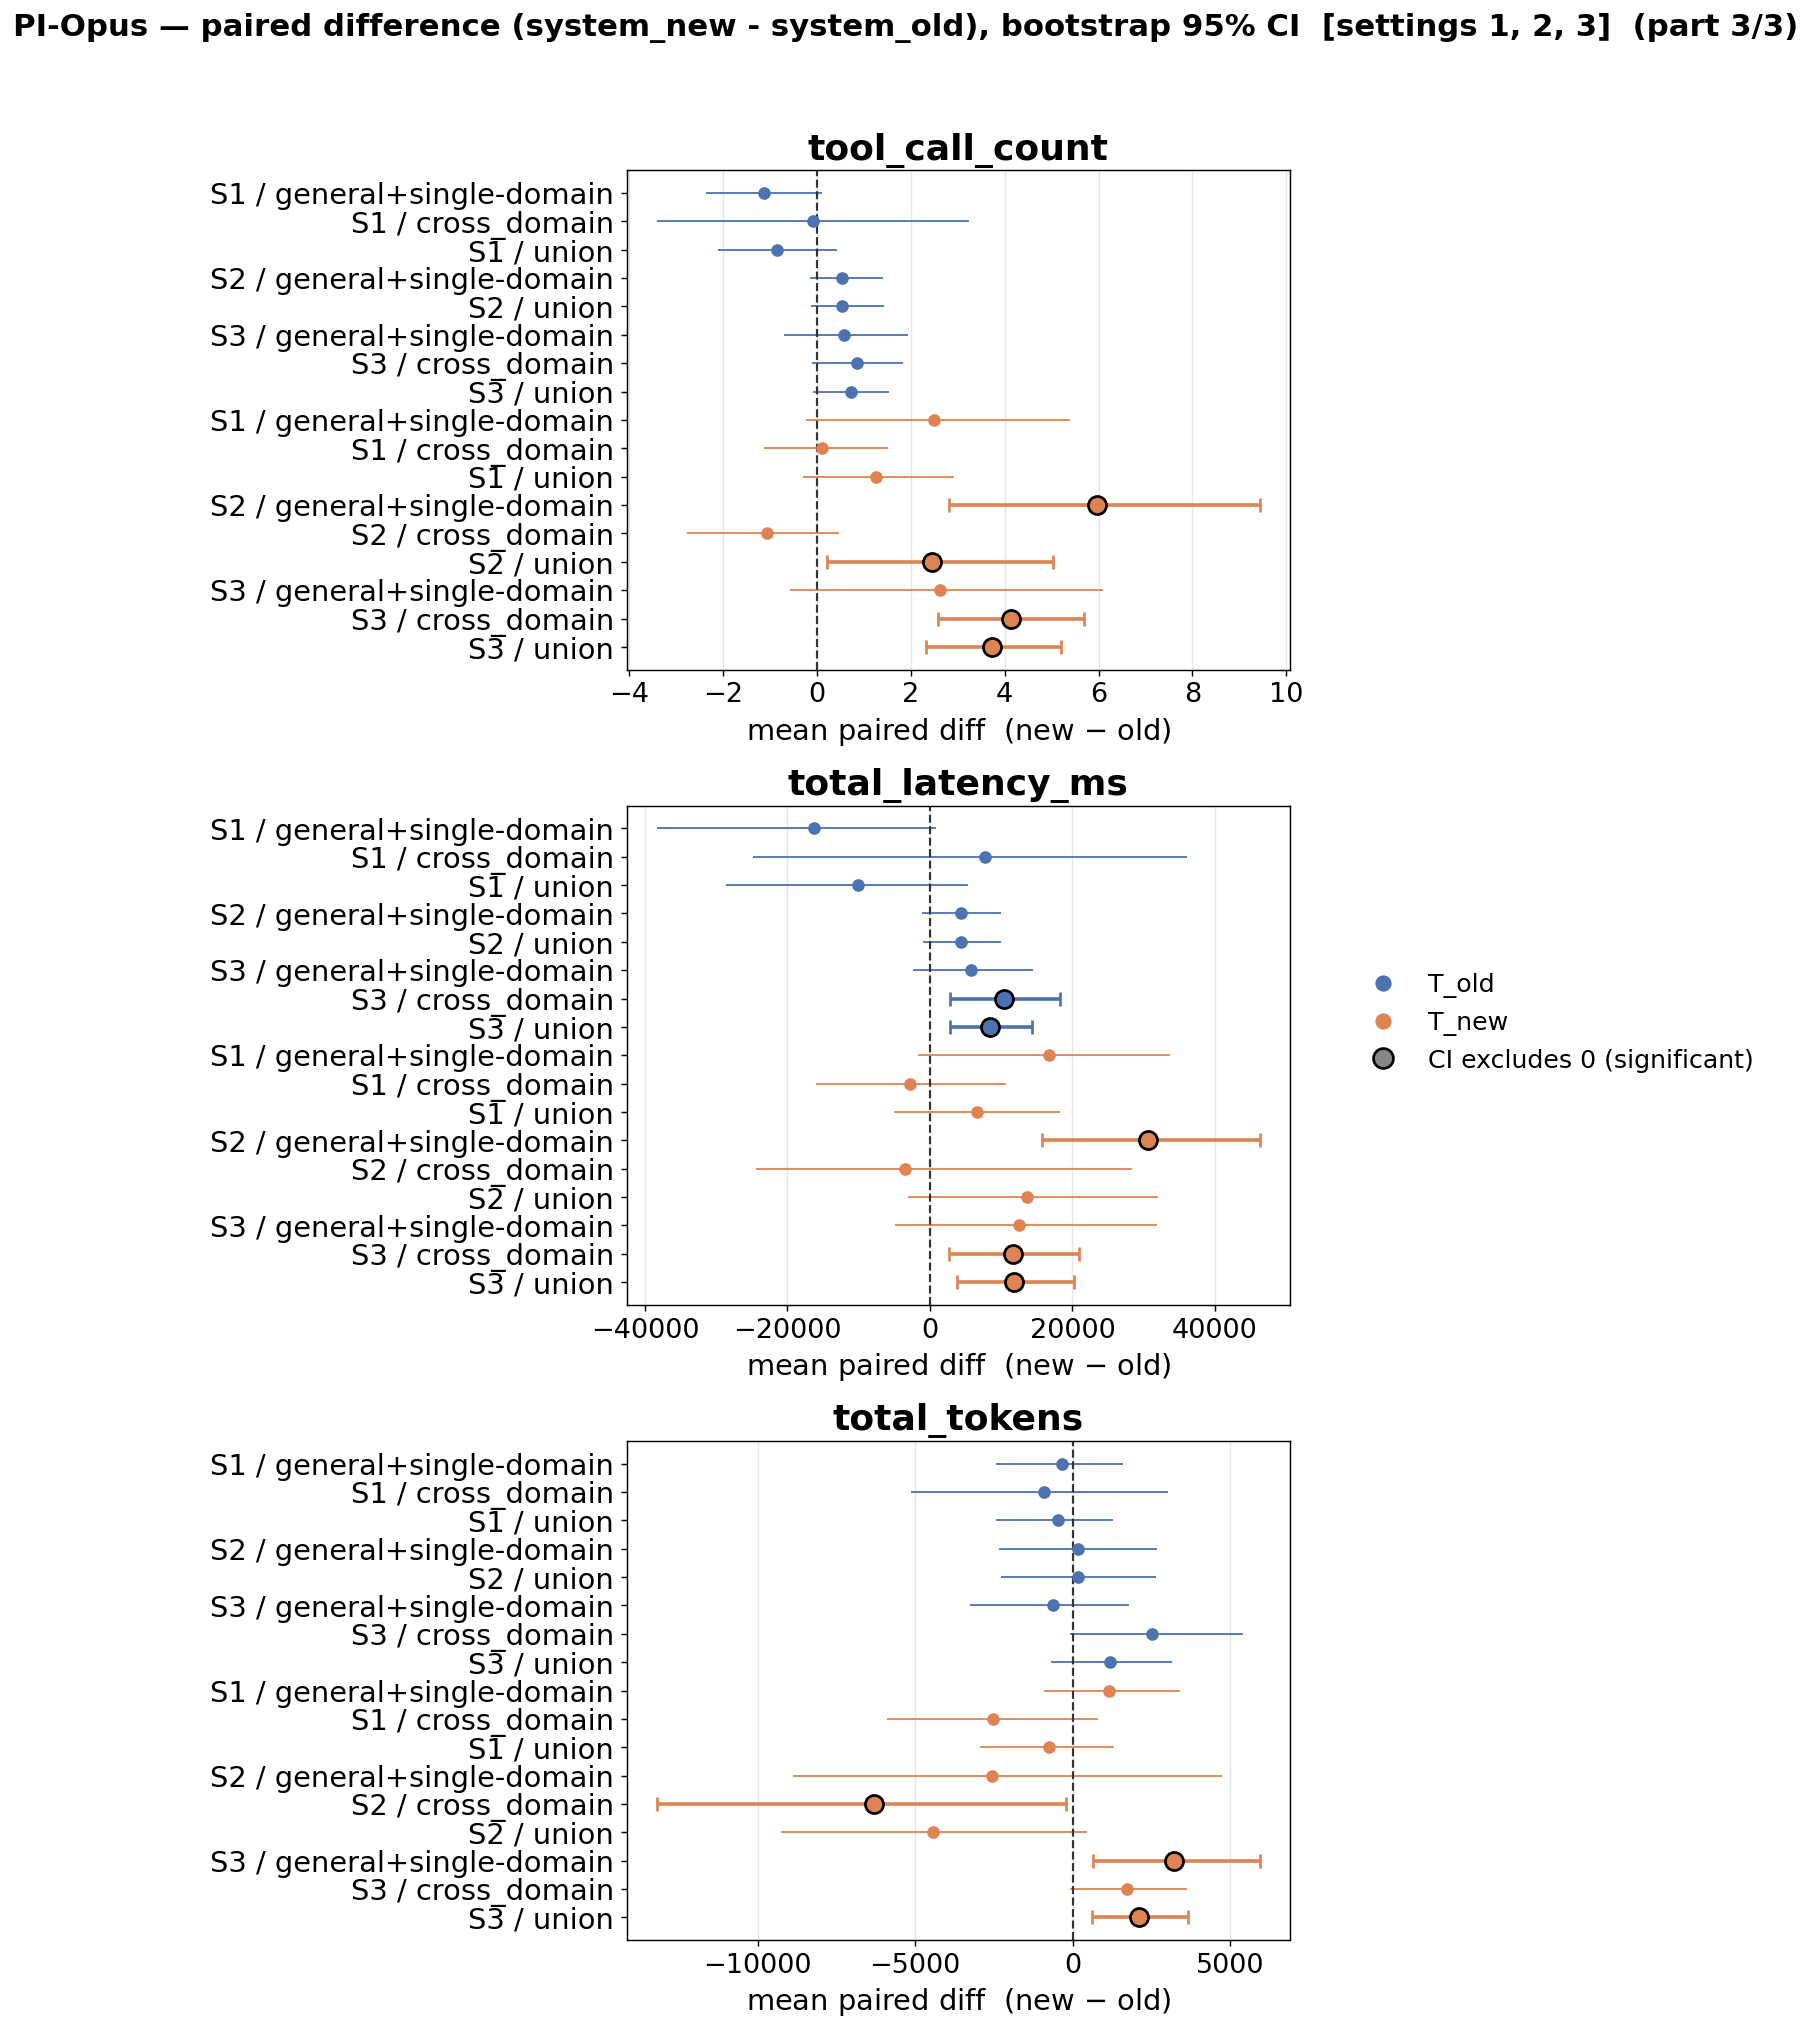 PI-Opus — paired difference (system_new - system_old), bootstrap 95% CI  [settings 1, 2, 3]  (part 3/3)
tool_call_count
S1 / general+single-domain
S1 / cross_domain
S1 / union
S2 / general+single-domain
S2 / union
S3 / general+single-domain
S3 / cross_domain
S3 / union
S1 / general+single-domain
S1 / cross_domain
S1 / union
S2 / general+single-domain
S2 / cross_domain
S2 / union
S3 / general+single-domain
S3 / cross_domain
S3 / union
−4 −2 0 2 4 6 8 10
mean paired diff  (new − old)
total_latency_ms
S1 / general+single-domain
S1 / cross_domain
S1 / union
S2 / general+single-domain
S2 / union
S3 / general+single-domain
S3 / cross_domain
S3 / union
S1 / general+single-domain
S1 / cross_domain
S1 / union
S2 / general+single-domain
S2 / cross_domain
S2 / union
S3 / general+single-domain
S3 / cross_domain
S3 / union
−40000 −20000 0 20000 40000
mean paired diff  (new − old)
T_old
T_new
CI excludes 0 (significant)
total_tokens
S1 / general+single-domain
S1 / cross_domain
S1 / union
S2 / general+single-domain
S2 / union
S3 / general+single-domain
S3 / cross_domain
S3 / union
S1 / general+single-domain
S1 / cross_domain
S1 / union
S2 / general+single-domain
S2 / cross_domain
S2 / union
S3 / general+single-domain
S3 / cross_domain
S3 / union
−10000 −5000 0 5000
mean paired diff  (new − old)